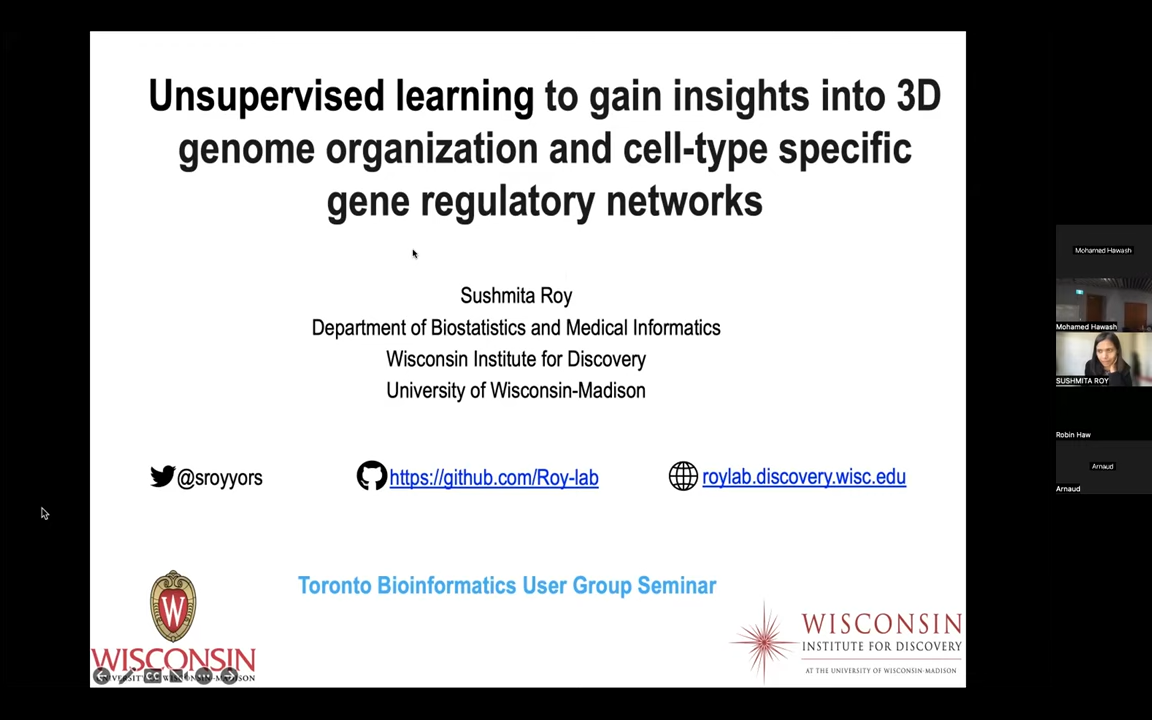 Unsupervised learning to gain insights into 3D
genome organization and cell-type specific
gene regulatory networks
Sushmita Roy
Department of Biostatistics and Medical Informatics
Wisconsin Institute for Discovery
University of Wisconsin-Madison
@sroyyors
https://github.com/Roy-lab
roylab.discovery.wisc.edu
Toronto Bioinformatics User Group Seminar
W
WISCONSIN
WISCONSIN
INSTITUTE FOR DISCOVERY
AT THE UNIVERSITY OF WISCONSIN-MADISON
CC
Mohamed Hawash
Mohamed Hawash
SUSHMITA ROY
Robin Haw
Arnaud
Arnaud